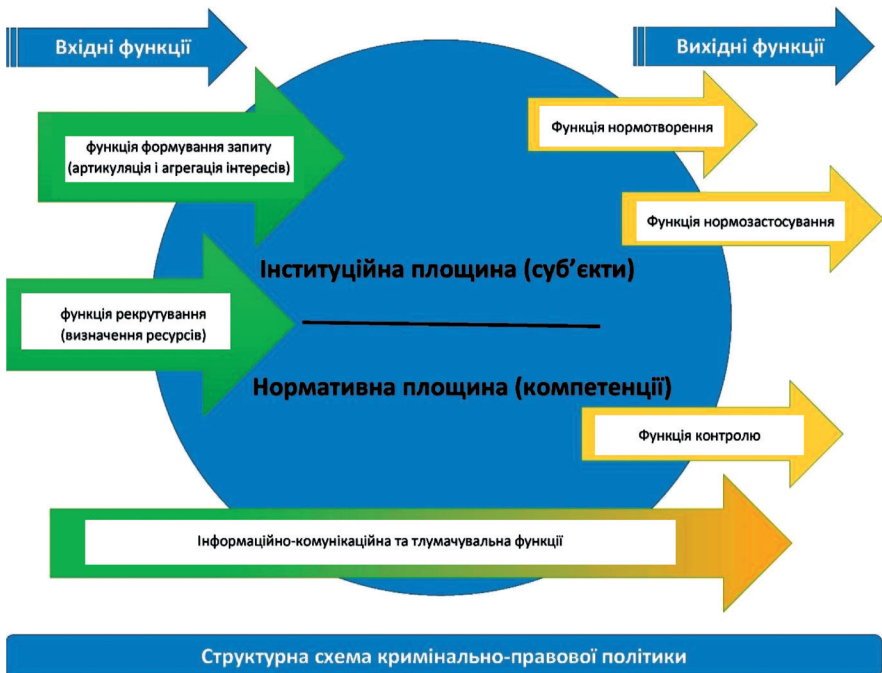 Вхідні функції
Вихідні функції
функція формування запиту
(артикуляція і агрегація інтересів)
Функція нормотворення
Функція нормозастосування
Інституційна площина (суб’єкти)
функція рекрутування
(визначення ресурсів)
Нормативна площина (компетенції)
Функція контролю
Інформаційно-комунікаційна та тлумачувальна функції
Структурна схема кримінально-правової політики